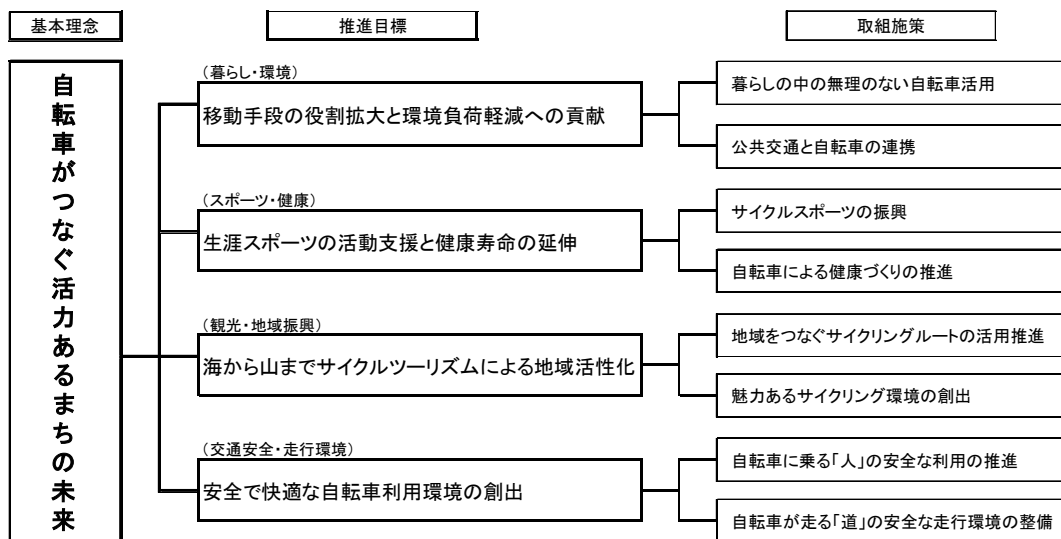 基本理念
推進目標
取組施策
自転車がつなぐ活力あるまちの未来
（暮らし・環境）
移動手段の役割拡大と環境負荷軽減への貢献
暮らしの中の無理のない自転車活用
公共交通と自転車の連携
（スポーツ・健康）
生涯スポーツの活動支援と健康寿命の延伸
サイクルスポーツの振興
自転車による健康づくりの推進
（観光・地域振興）
海から山までサイクルツーリズムによる地域活性化
地域をつなぐサイクリングルートの活用推進
魅力あるサイクリング環境の創出
（交通安全・走行環境）
安全で快適な自転車利用環境の創出
自転車に乗る「人」の安全な利用の推進
自転車が走る「道」の安全な走行環境の整備